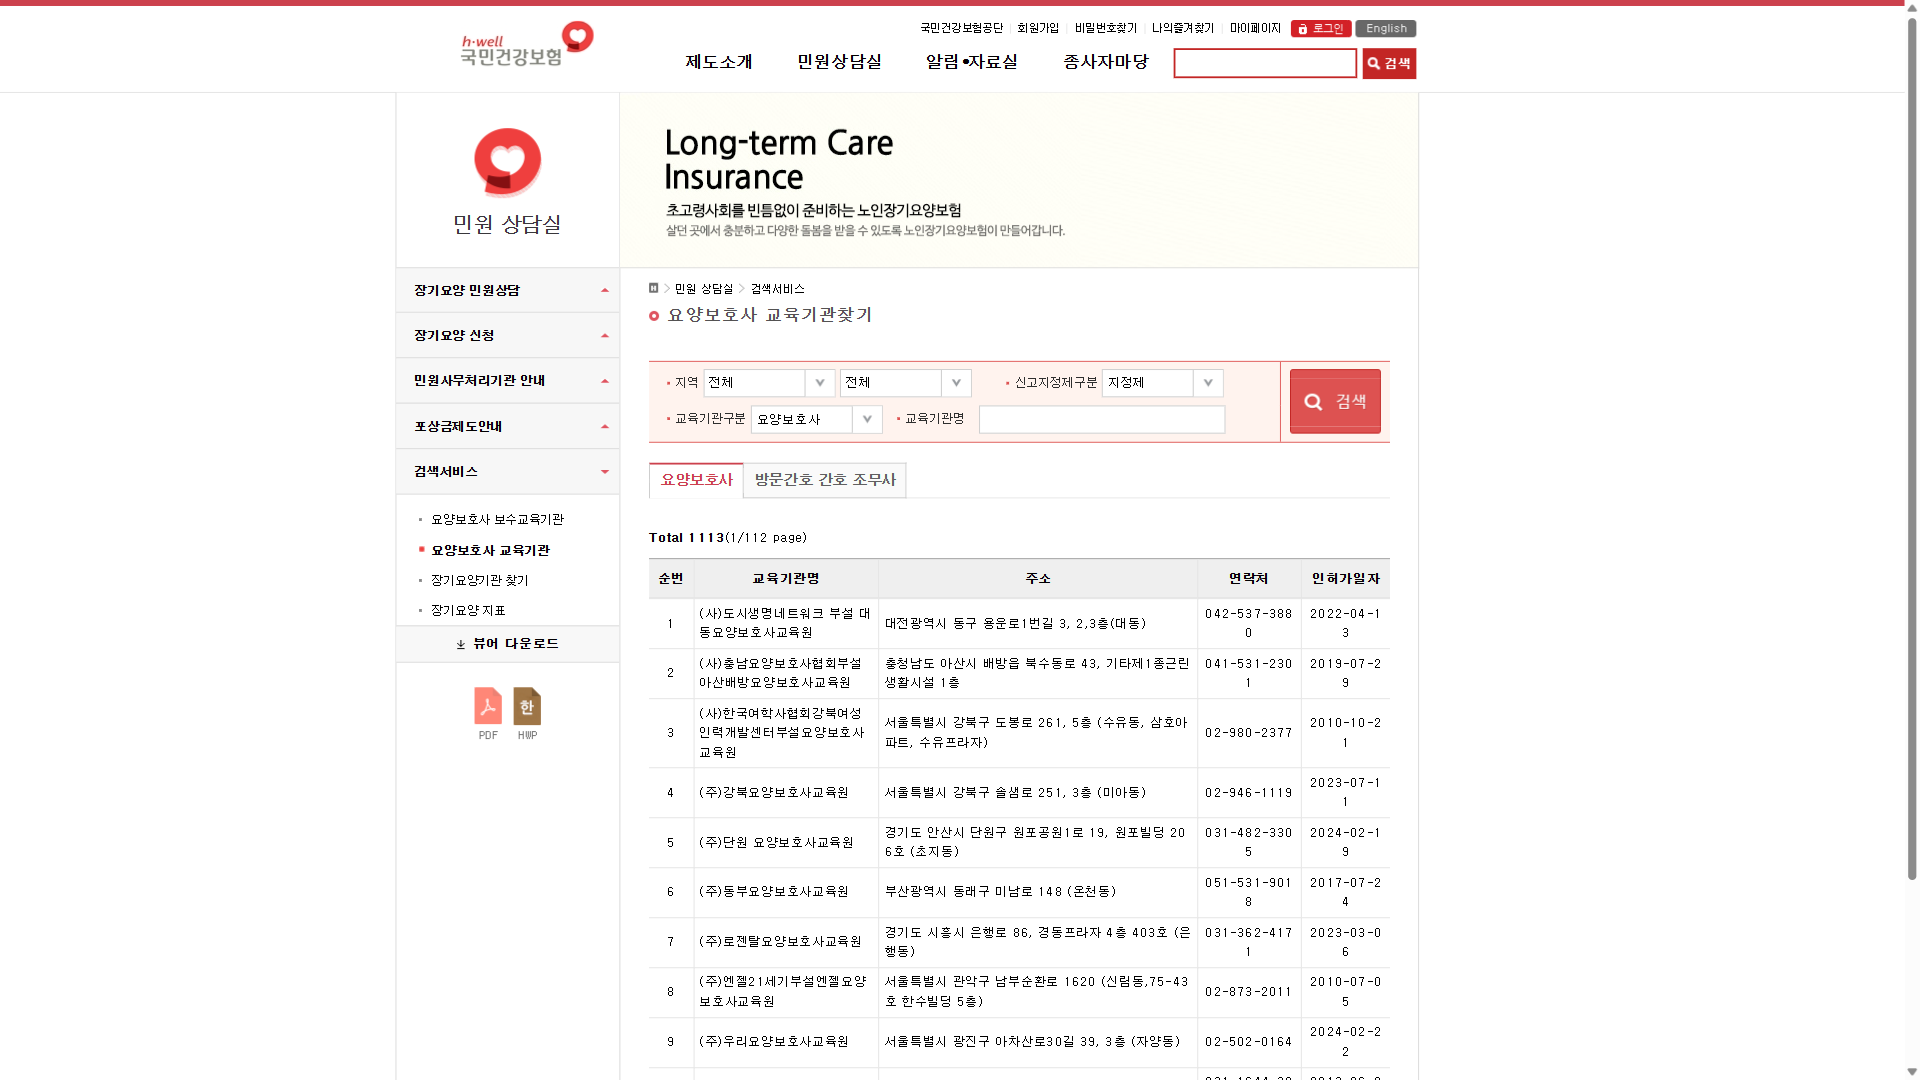 국민건강보험공단 회원가입 비밀번호찾기 나의즐겨찾기 마이페이지 로그인 English
h·well
국민건강보험
제도소개 민원상담실 알림•자료실 종사자마당 검색
민원 상담실
Long-term Care
Insurance
초고령사회를 빈틈없이 준비하는 노인장기요양보험
살던 곳에서 충분하고 다양한 돌봄을 받을 수 있도록 노인장기요양보험이 만들어갑니다.
장기요양 민원상담
장기요양 신청
민원사무처리기관 안내
포상금제도안내
검색서비스
요양보호사 보수교육기관
요양보호사 교육기관
장기요양기관 찾기
장기요양 지표
뷰어 다운로드
한
PDF HWP
민원 상담실 검색서비스
요양보호사 교육기관찾기
지역 전체 전체 신고지정제구분 지정제
교육기관구분 요양보호사 교육기관명
검색
요양보호사 방문간호 간호 조무사
Total 1113(1/112 page)
순번 교육기관명 주소 연락처 인허가일자
1 (사)도시생명네트워크 부설 대
동요양보호사교육원 대전광역시 동구 용운로1번길 3, 2,3층(대동) 042-537-388
0 2022-04-1
3
2 (사)충남요양보호사협회부설
아산배방요양보호사교육원 충청남도 아산시 배방읍 북수동로 43, 기타제1종근린
생활시설 1층 041-531-230
1 2019-07-2
9
3 (사)한국여학사협회강북여성
인력개발센터부설요양보호사
교육원 서울특별시 강북구 도봉로 261, 5층 (수유동, 삼호아
파트, 수유프라자) 02-980-2377 2010-10-2
1
4 (주)강북요양보호사교육원 서울특별시 강북구 솔샘로 251, 3층 (미아동) 02-946-1119 2023-07-1
1
5 (주)단원 요양보호사교육원 경기도 안산시 단원구 원포공원1로 19, 원포빌딩 20
6호 (초지동) 031-482-330
5 2024-02-1
9
6 (주)동부요양보호사교육원 부산광역시 동래구 미남로 148 (온천동) 051-531-901
8 2017-07-2
4
7 (주)로젠탈요양보호사교육원 경기도 시흥시 은행로 86, 경동프라자 4층 403호 (은
행동) 031-362-417
1 2023-03-0
6
8 (주)엔젤21세기부설엔젤요양
보호사교육원 서울특별시 관악구 남부순환로 1620 (신림동,75-43
호 한수빌딩 5층) 02-873-2011 2010-07-0
5
9 (주)우리요양보호사교육원 서울특별시 광진구 아차산로30길 39, 3층 (자양동) 02-502-0164 2024-02-2
2